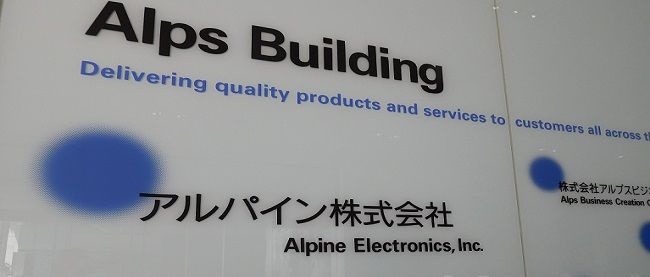 Alps Building
Delivering quality products and services to customers all across
アルパイン株式会社
Alpine Electronics, Inc.
株式会社アルプスビジ
Alps Business Creation